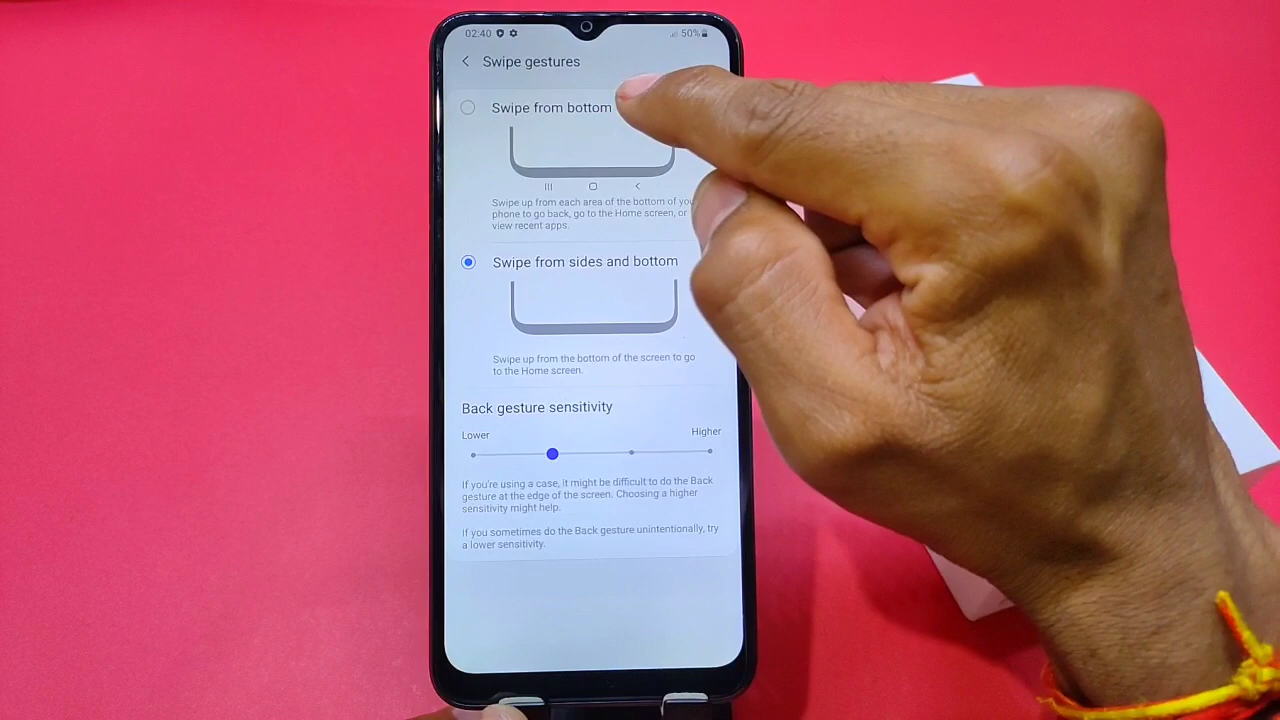 02:40 50%
Swipe gestures
Swipe from bottom
Swipe up from each area of the bottom of
phone to go back, go to the Home screen, or
view recent apps.
Swipe from sides and bottom
Swipe up from the bottom of the screen to go
to the Home screen.
Back gesture sensitivity
Lower Higher
If you're using a case, it might be difficult to do the Back
gesture at the edge of the screen. Choosing a higher
sensitivity might help.
If you sometimes do the Back gesture unintentionally, try
a lower sensitivity.